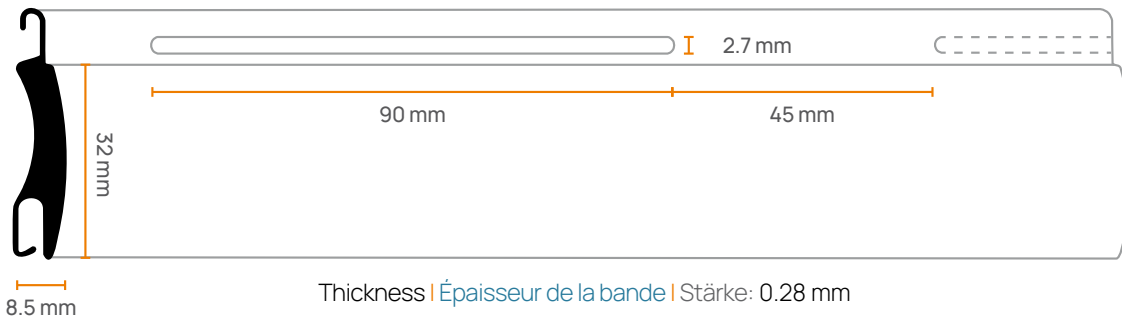 2.7 mm
90 mm
45 mm
32 mm
8.5 mm
Thickness | Épaisseur de la bande | Stärke: 0.28 mm